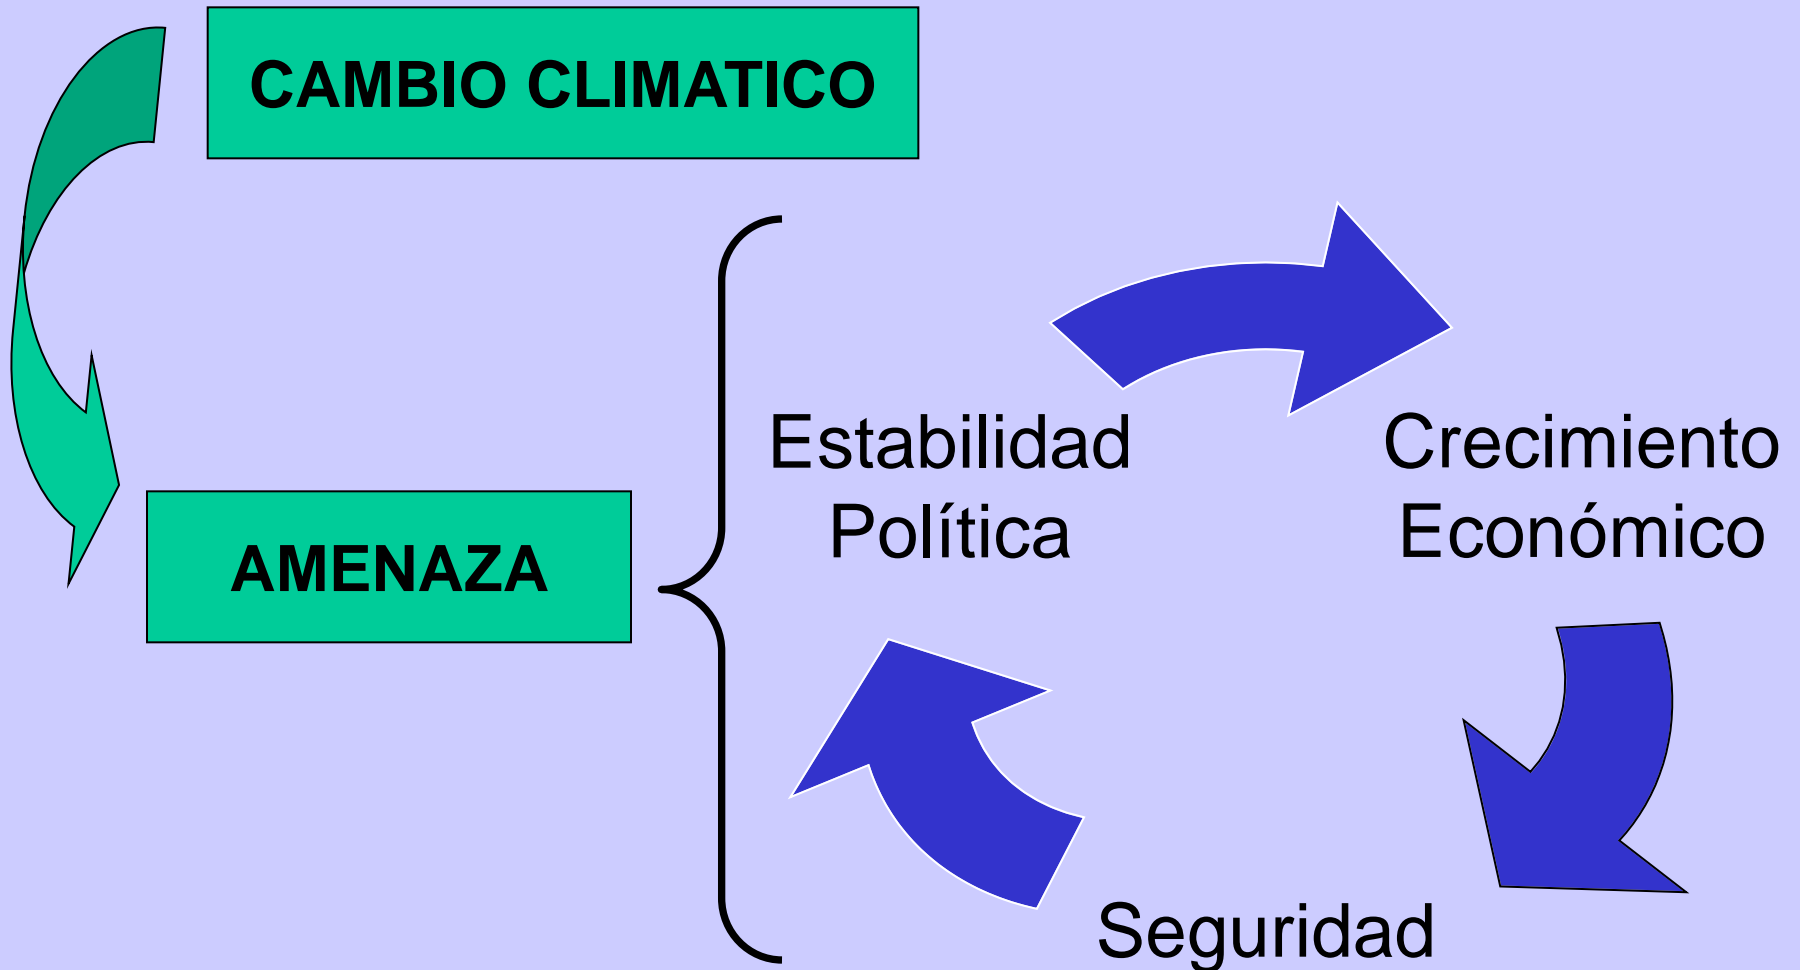 CAMBIO CLIMATICO
Estabilidad
Política
Crecimiento
Económico
AMENAZA
Seguridad